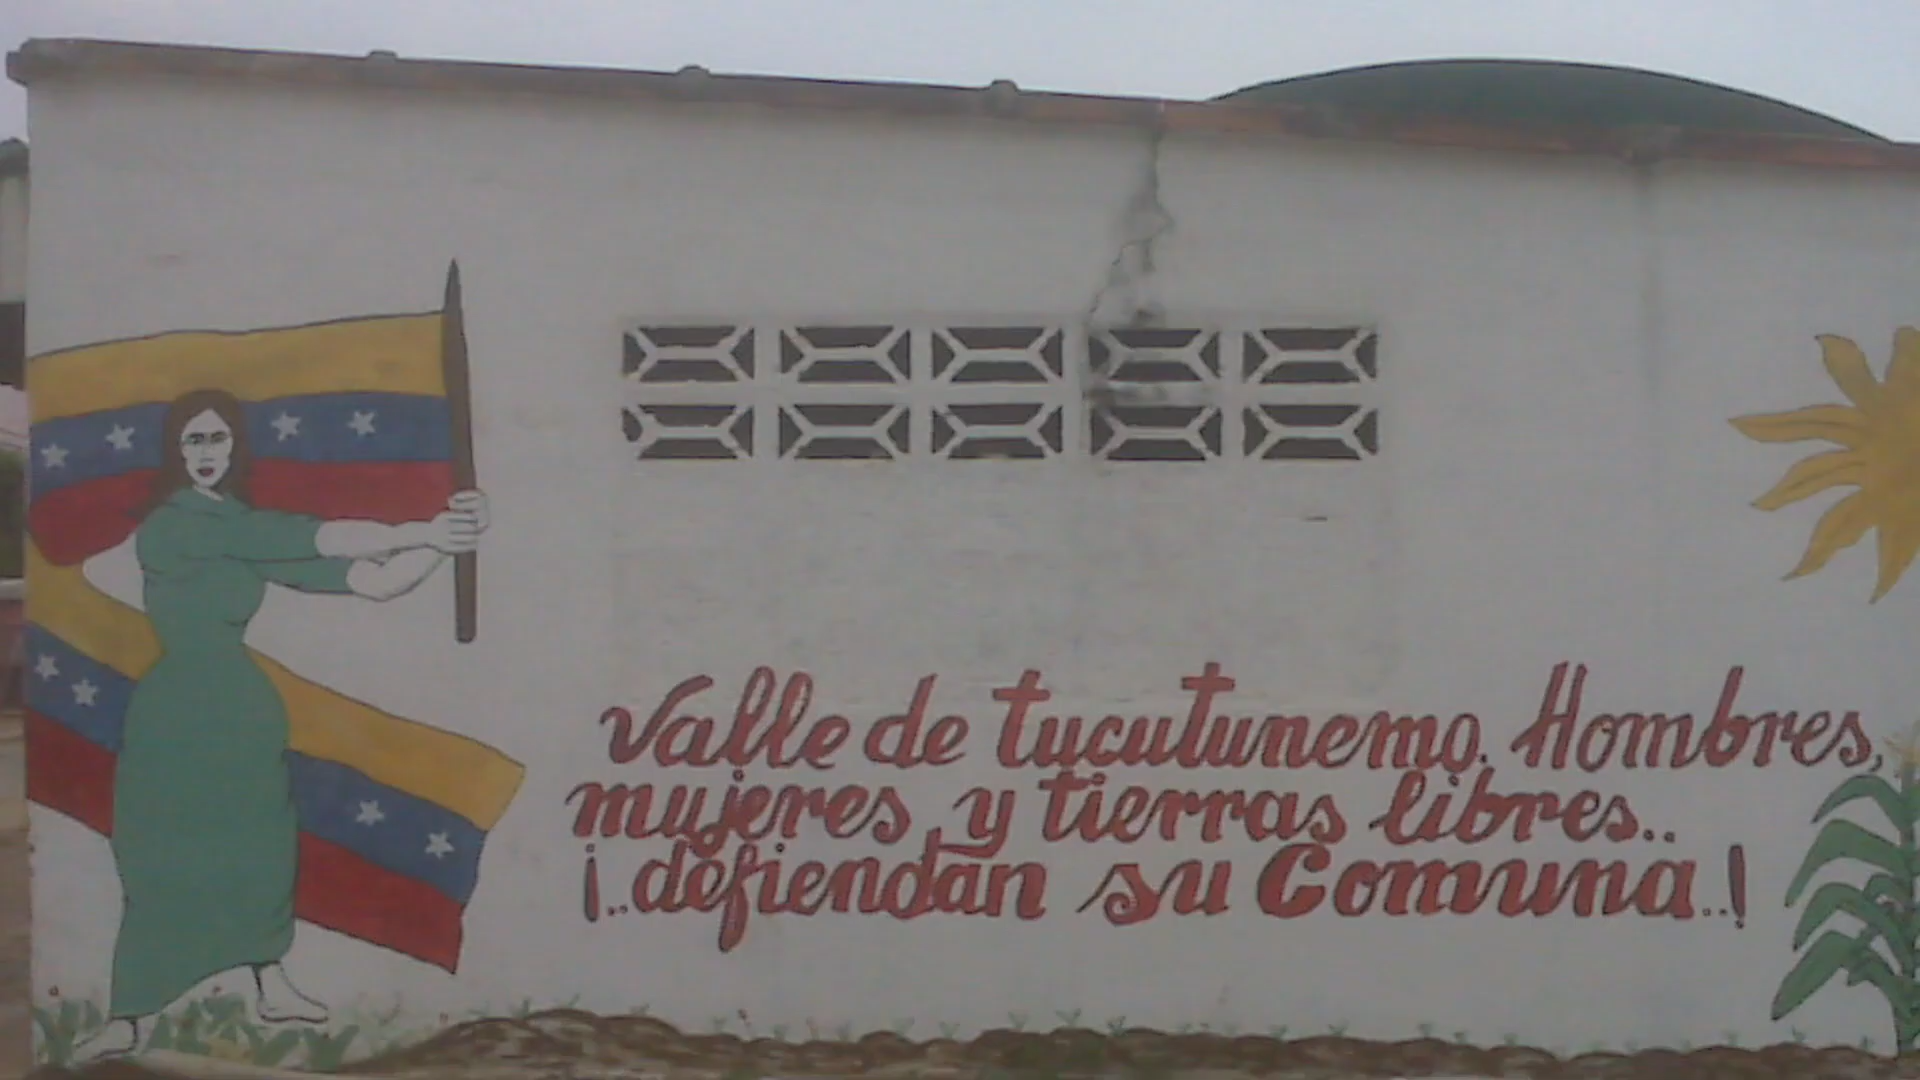 Valle de tucutunemo. Hombres,
mujeres y tierras libres..
¡..defiendan su Comuna..!